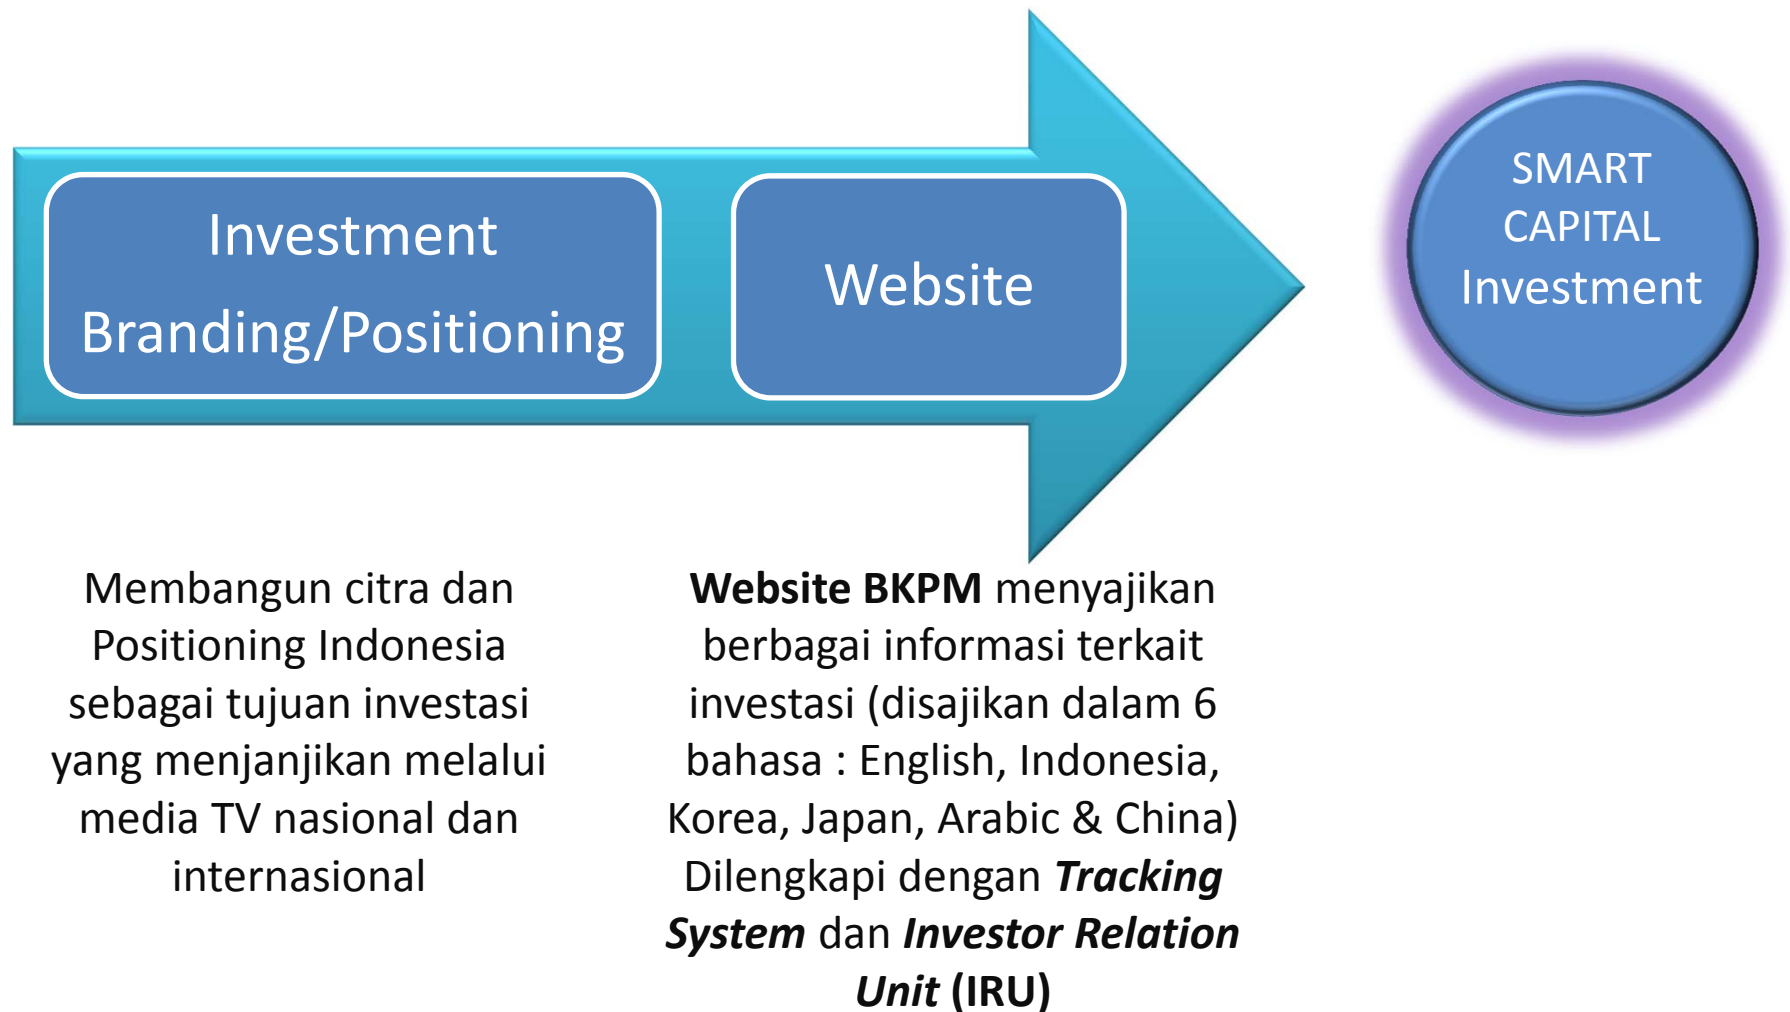 Investment
Branding/Positioning
Website
SMART
CAPITAL
Investment
Membangun citra dan
Positioning Indonesia
sebagai tujuan investasi
yang menjanjikan melalui
media TV nasional dan
internasional
Website BKPM menyajikan
berbagai informasi terkait
investasi (disajikan dalam 6
bahasa : English, Indonesia,
Korea, Japan, Arabic & China)
Dilengkapi dengan Tracking
System dan Investor Relation
Unit (IRU)